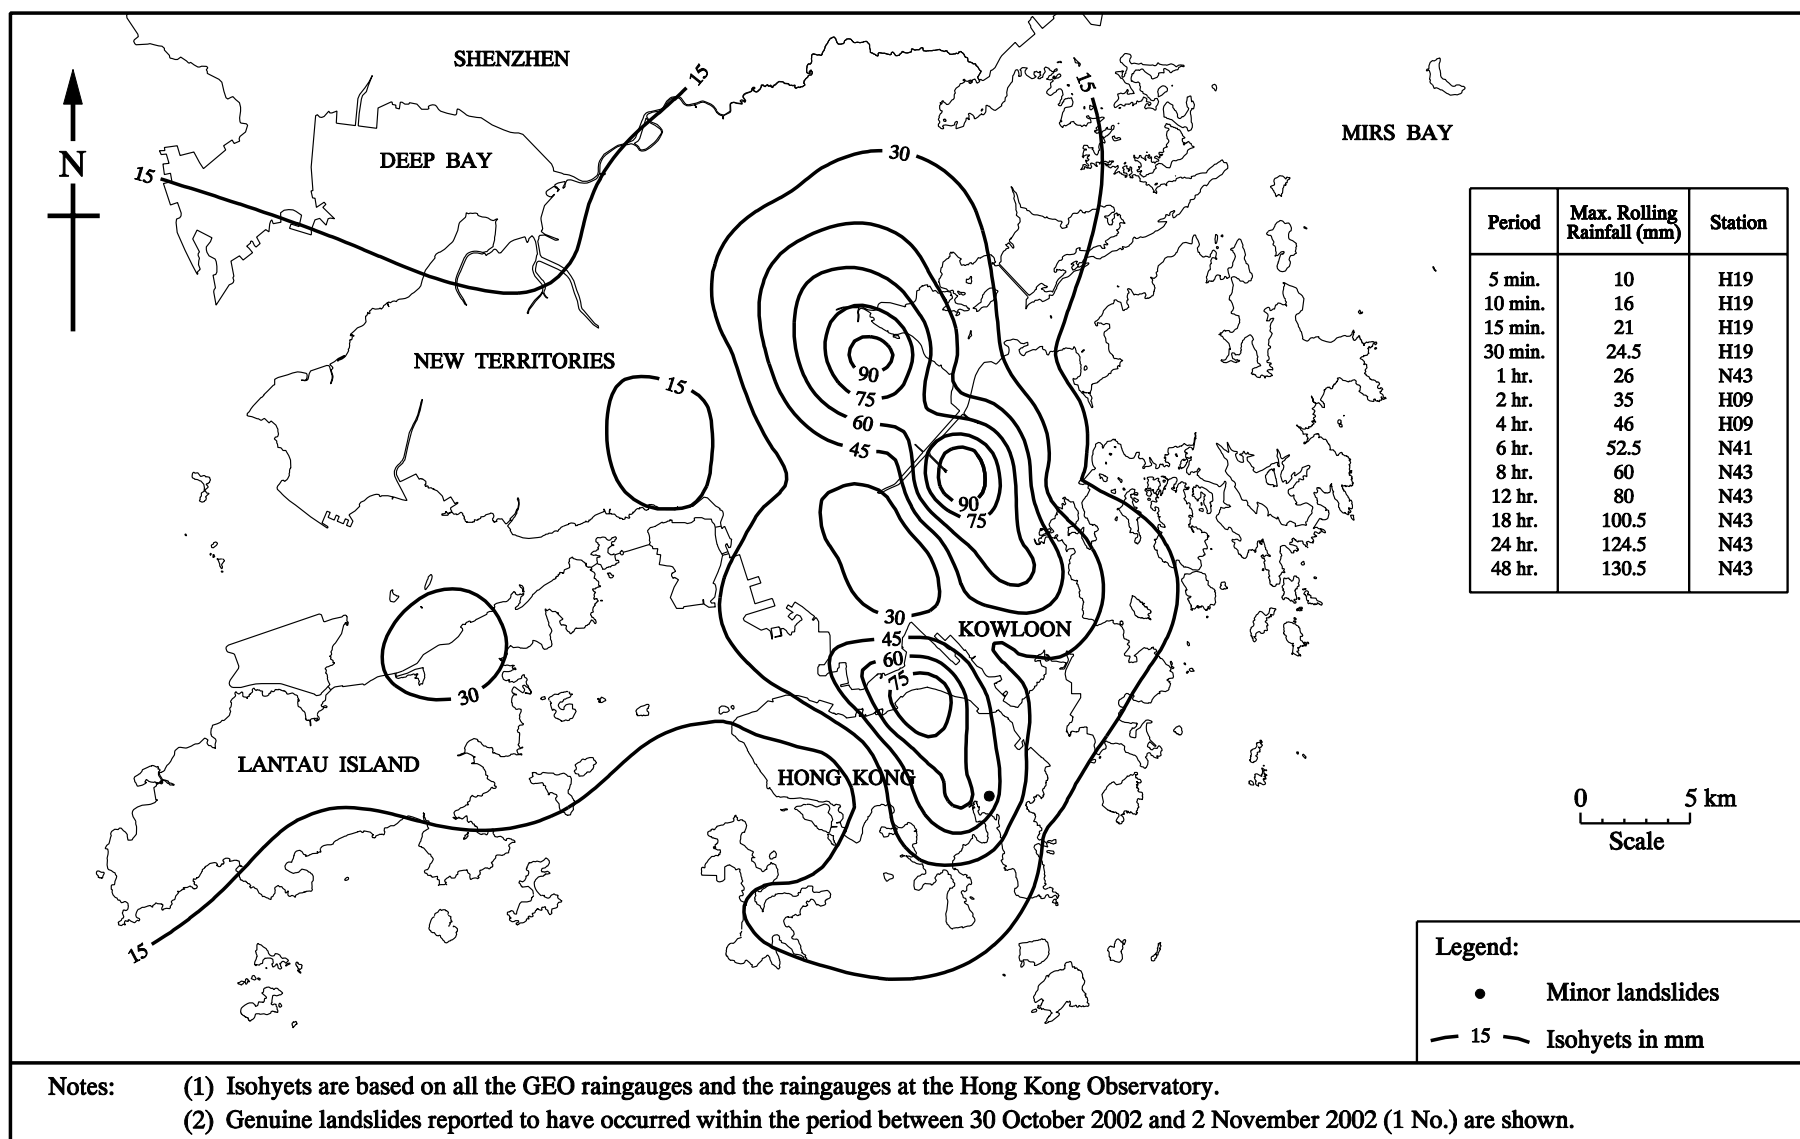 SHENZHEN
15
15
30
MIRS BAY
DEEP BAY
N
15
Period Max. Rolling Rainfall (mm) Station
5 min. 10 H19
10 min. 16 H19
15 min. 21 H19
30 min. 24.5 H19
1 hr. 26 N43
2 hr. 35 H09
4 hr. 46 H09
6 hr. 52.5 N41
8 hr. 60 N43
12 hr. 80 N43
18 hr. 100.5 N43
24 hr. 124.5 N43
48 hr. 130.5 N43
NEW TERRITORIES
15
90
75
60
45
90
75
30
KOWLOON
45
60
75
30
LANTAU ISLAND
HONG KONG
15
0 5 km
Scale
Legend:
Minor landslides
15 Isohyets in mm
Notes: (1) Isohyets are based on all the GEO raingauges and the raingauges at the Hong Kong Observatory.
(2) Genuine landslides reported to have occurred within the period between 30 October 2002 and 2 November 2002 (1 No.) are shown.